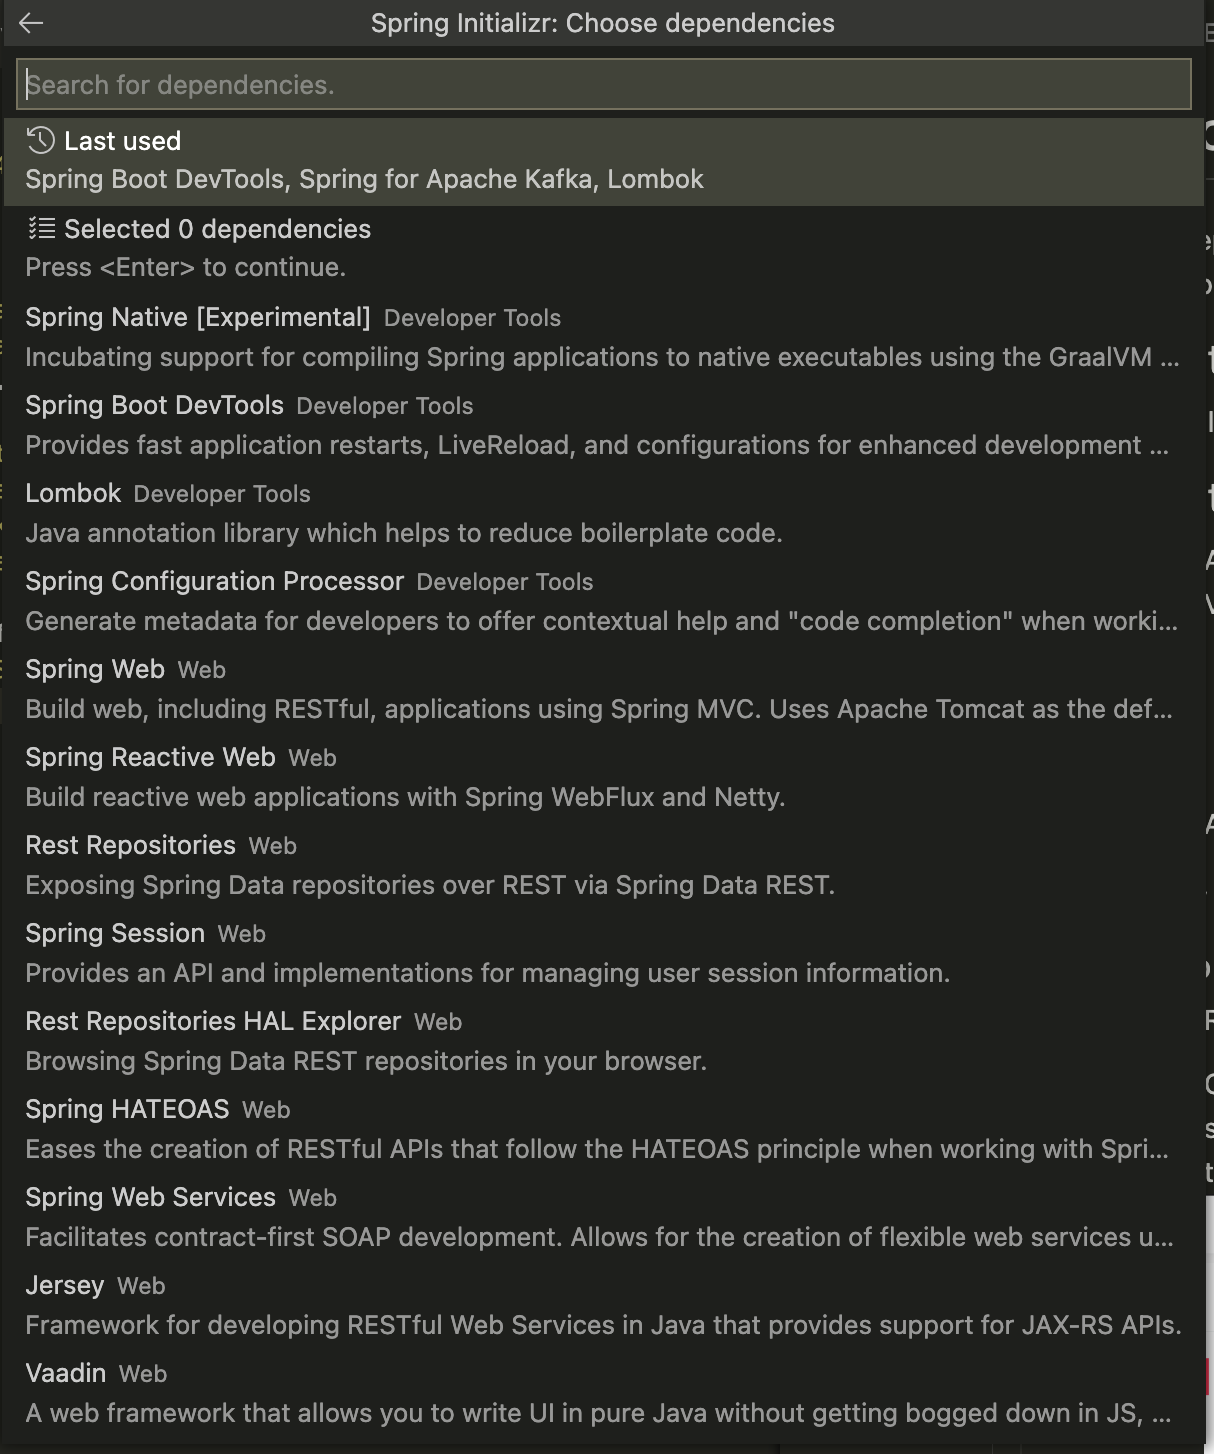 Spring Initializr: Choose dependencies
Search for dependencies.
Last used
Spring Boot DevTools, Spring for Apache Kafka, Lombok
Selected 0 dependencies
Press <Enter> to continue.
Spring Native [Experimental] Developer Tools
Incubating support for compiling Spring applications to native executables using the GraalVM ...
Spring Boot DevTools Developer Tools
Provides fast application restarts, LiveReload, and configurations for enhanced development ...
Lombok Developer Tools
Java annotation library which helps to reduce boilerplate code.
Spring Configuration Processor Developer Tools
Generate metadata for developers to offer contextual help and "code completion" when worki...
Spring Web Web
Build web, including RESTful, applications using Spring MVC. Uses Apache Tomcat as the def...
Spring Reactive Web Web
Build reactive web applications with Spring WebFlux and Netty.
Rest Repositories Web
Exposing Spring Data repositories over REST via Spring Data REST.
Spring Session Web
Provides an API and implementations for managing user session information.
Rest Repositories HAL Explorer Web
Browsing Spring Data REST repositories in your browser.
Spring HATEOAS Web
Eases the creation of RESTful APIs that follow the HATEOAS principle when working with Spri...
Spring Web Services Web
Facilitates contract-first SOAP development. Allows for the creation of flexible web services u...
Jersey Web
Framework for developing RESTful Web Services in Java that provides support for JAX-RS APIs.
Vaadin Web
A web framework that allows you to write UI in pure Java without getting bogged down in JS, ...